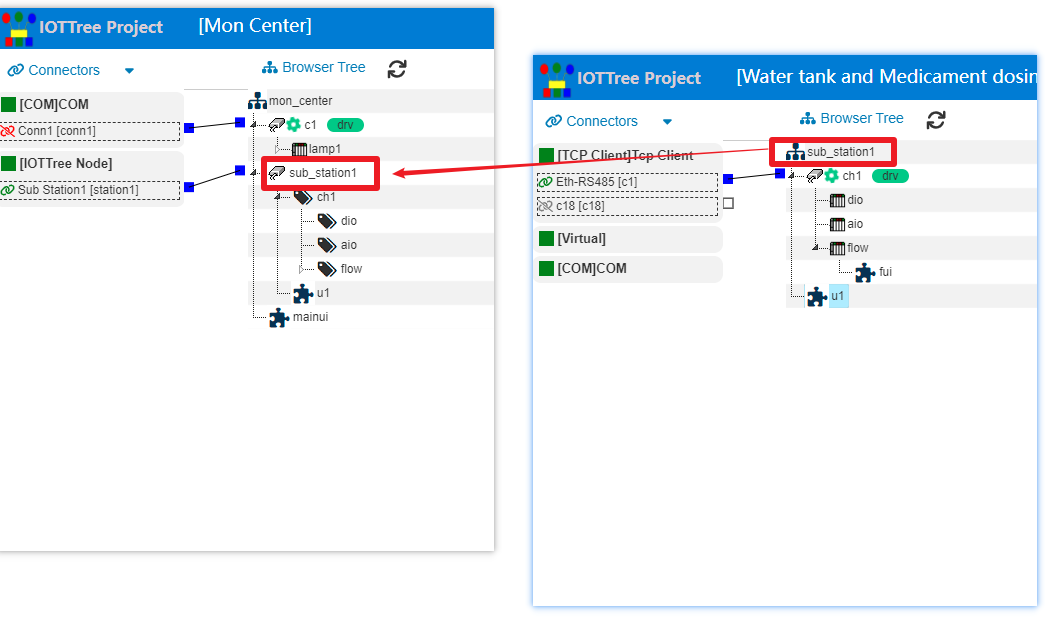 IOTTree Project [Mon Center]
Connectors
Browser Tree
[COM]COM
Conn1 [conn1]
[IOTTree Node]
Sub Station1 [station1]
mon_center
c1 drv
lamp1
sub_station1
ch1
dio
aio
flow
u1
mainui
IOTTree Project [Water tank and Medicament dosin
Connectors
Browser Tree
[TCP Client]Tcp Client
Eth-RS485 [c1]
c18 [c18]
[Virtual]
[COM]COM
sub_station1
ch1 drv
dio
aio
flow
fui
u1